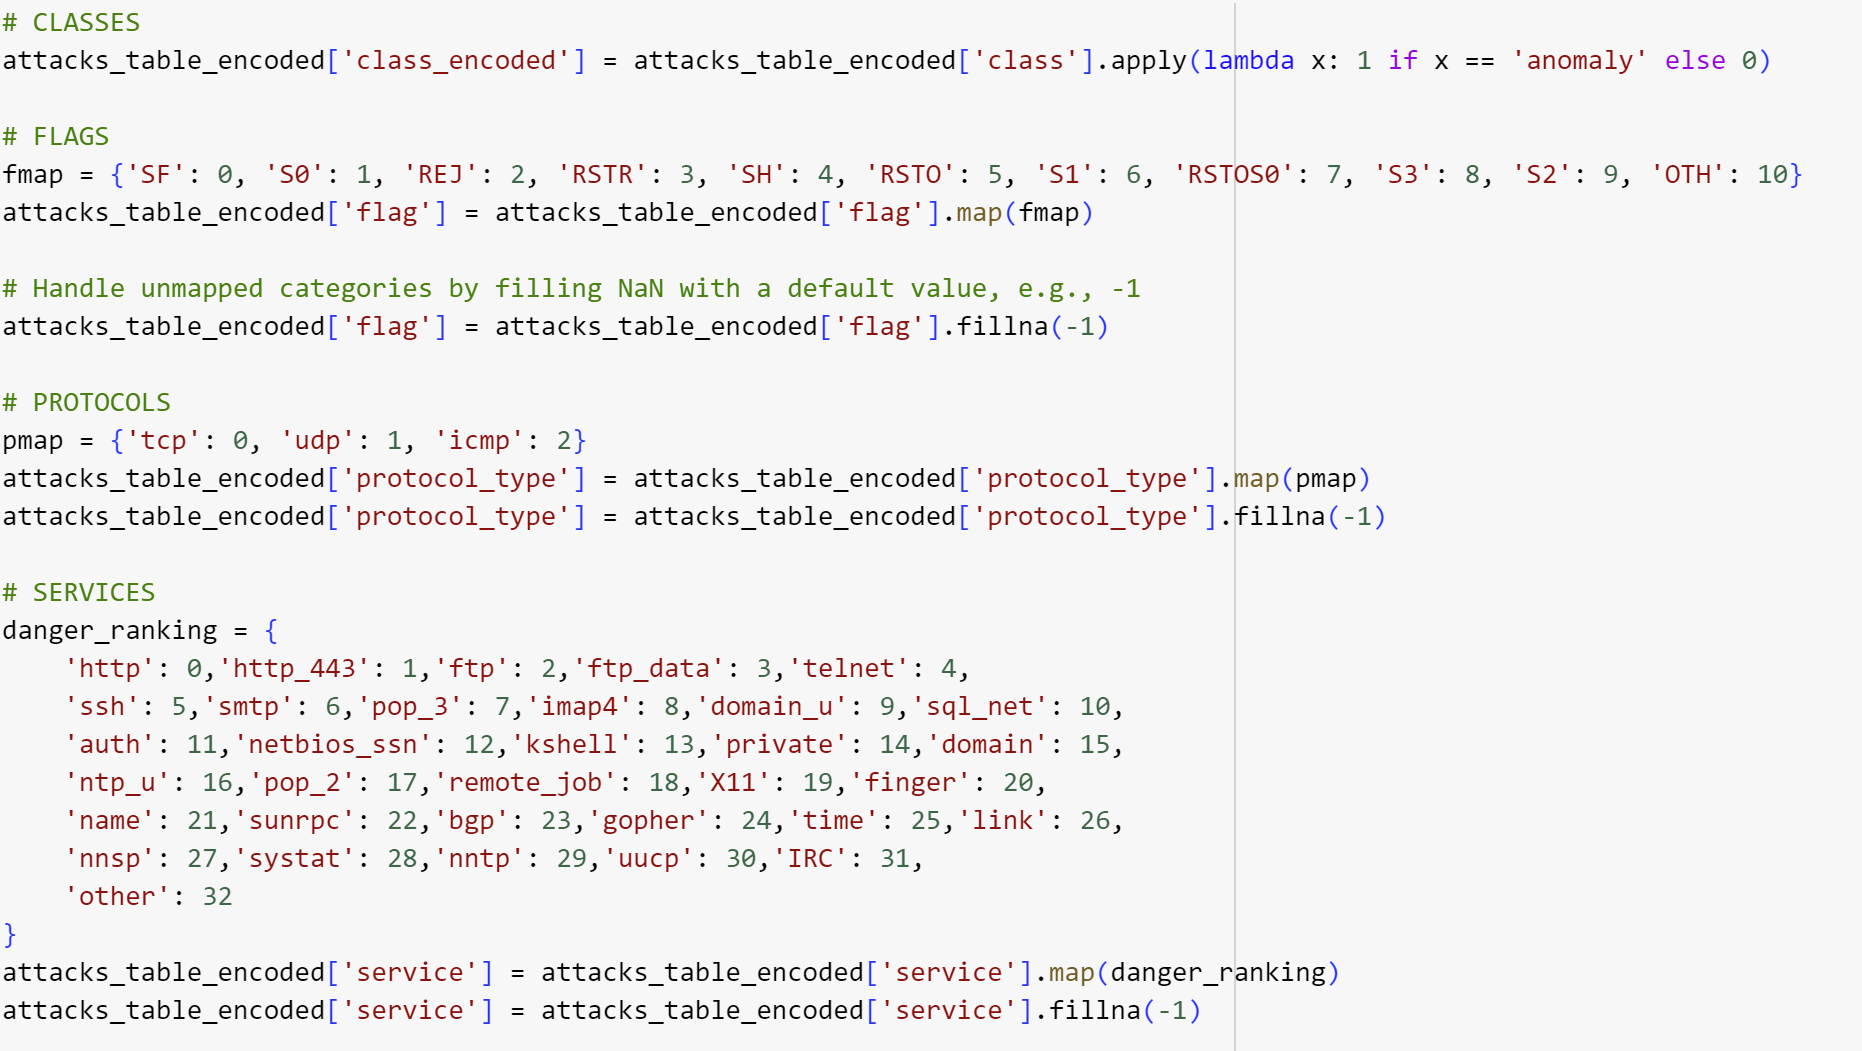 # CLASSES
attacks_table_encoded['class_encoded'] = attacks_table_encoded['class'].apply(lambda x: 1 if x == 'anomaly' else 0)
# FLAGS
fmap = {'SF': 0, 'S0': 1, 'REJ': 2, 'RSTR': 3, 'SH': 4, 'RSTO': 5, 'S1': 6, 'RSTOS0': 7, 'S3': 8, 'S2': 9, 'OTH': 10}
attacks_table_encoded['flag'] = attacks_table_encoded['flag'].map(fmap)
# Handle unmapped categories by filling NaN with a default value, e.g., -1
attacks_table_encoded['flag'] = attacks_table_encoded['flag'].fillna(-1)
# PROTOCOLS
pmap = {'tcp': 0, 'udp': 1, 'icmp': 2}
attacks_table_encoded['protocol_type'] = attacks_table_encoded['protocol_type'].map(pmap)
attacks_table_encoded['protocol_type'] = attacks_table_encoded['protocol_type'].fillna(-1)
# SERVICES
danger_ranking = {
    'http': 0,'http_443': 1,'ftp': 2,'ftp_data': 3,'telnet': 4,
    'ssh': 5,'smtp': 6,'pop_3': 7,'imap4': 8,'domain_u': 9,'sql_net': 10,
    'auth': 11,'netbios_ssn': 12,'kshell': 13,'private': 14,'domain': 15,
    'ntp_u': 16,'pop_2': 17,'remote_job': 18,'X11': 19,'finger': 20,
    'name': 21,'sunrpc': 22,'bgp': 23,'gopher': 24,'time': 25,'link': 26,
    'nnsp': 27,'systat': 28,'nntp': 29,'uucp': 30,'IRC': 31,
    'other': 32
}
attacks_table_encoded['service'] = attacks_table_encoded['service'].map(danger_ranking)
attacks_table_encoded['service'] = attacks_table_encoded['service'].fillna(-1)